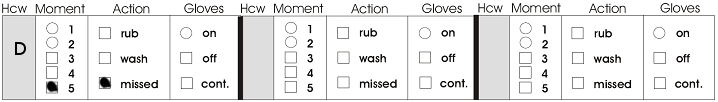 Hcw Moment Action Gloves Hcw Moment Action Gloves Hcw Moment Action Gloves
1 rub on 1 rub on 1 rub on
2 2 2
D 3 wash off 3 wash off 3 wash off
4 4 4
5 missed cont. 5 missed cont. 5 missed cont.